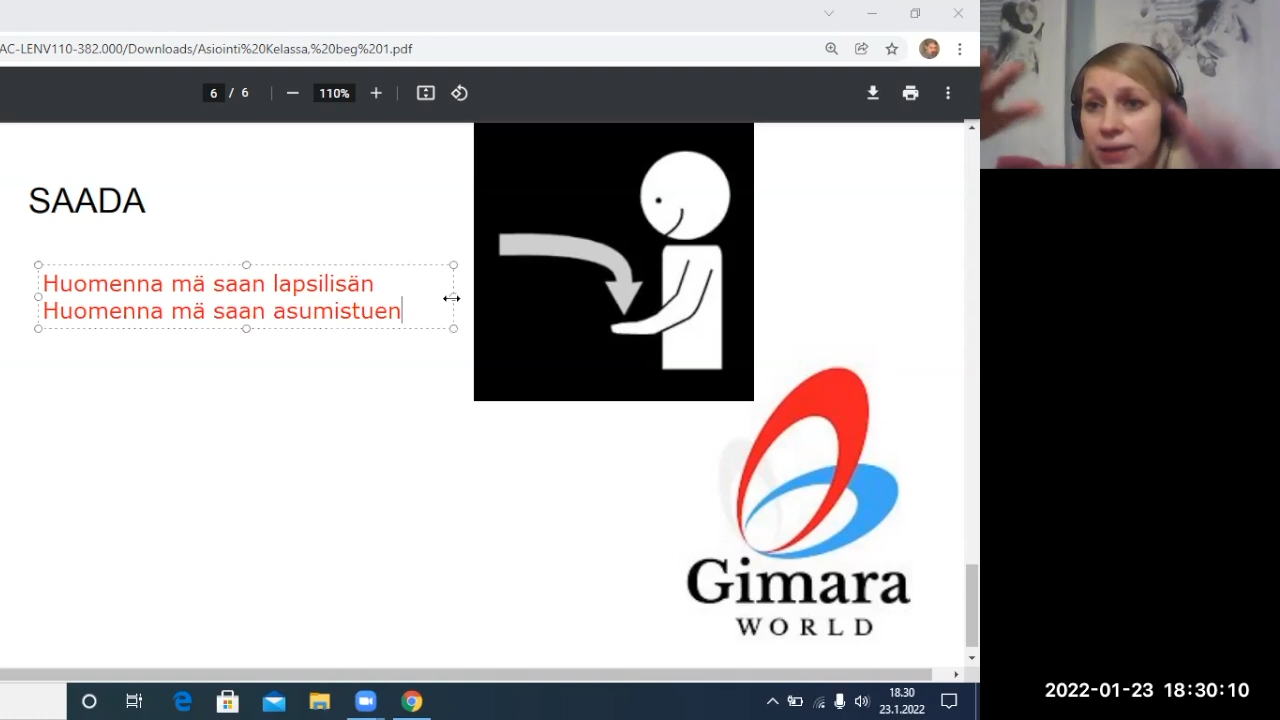 AC-LENV110-382.000/Downloads/Asiointi%20Kelassa,%20beg%201.pdf
6 / 6
110%
SAADA
Huomenna mä saan lapsilisän
Huomenna mä saan asumistuen
Gimara
WORLD
18.30
23.1.2022
2022-01-23 18:30:10